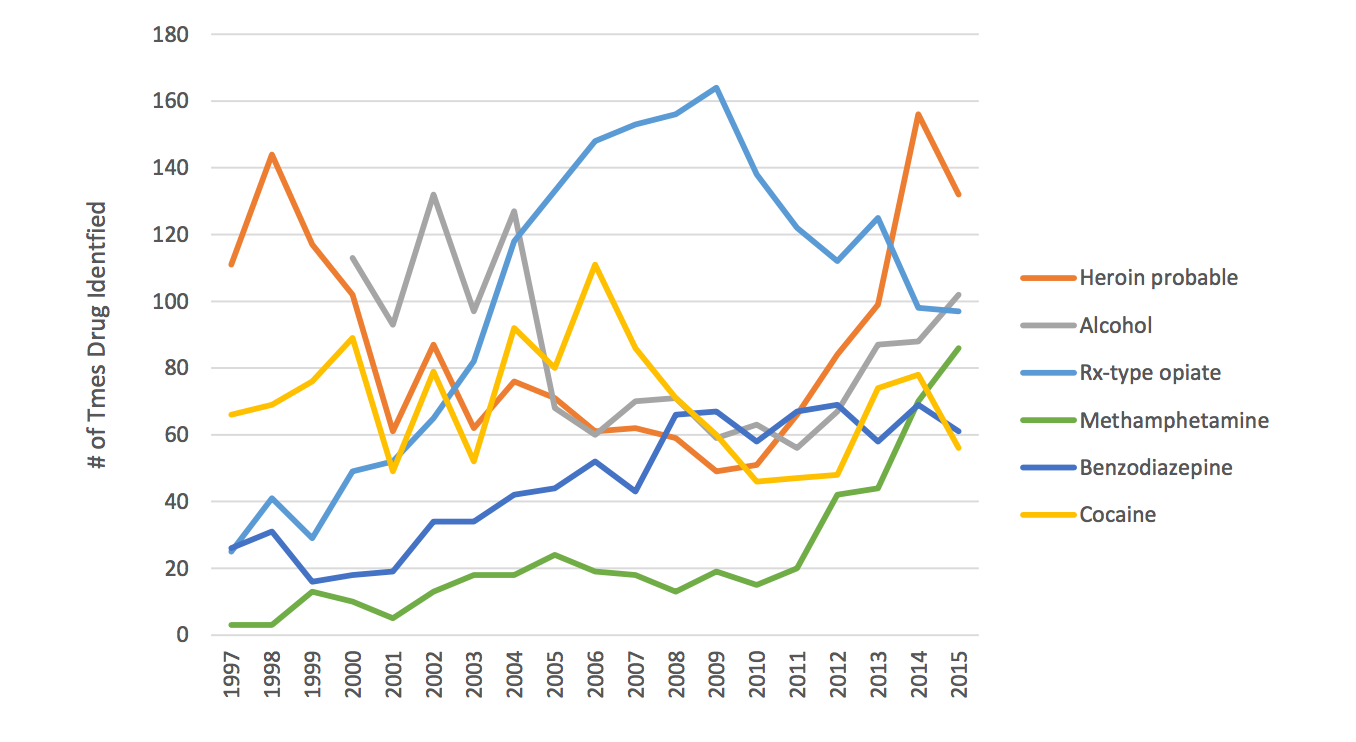 180
160
140
120
100
80
60
40
20
0
# of Tmes Drug Identfied
1997 1998 1999 2000 2001 2002 2003 2004 2005 2006 2007 2008 2009 2010 2011 2012 2013 2014 2015
Heroin probable
Alcohol
Rx-type opiate
Methamphetamine
Benzodiazepine
Cocaine